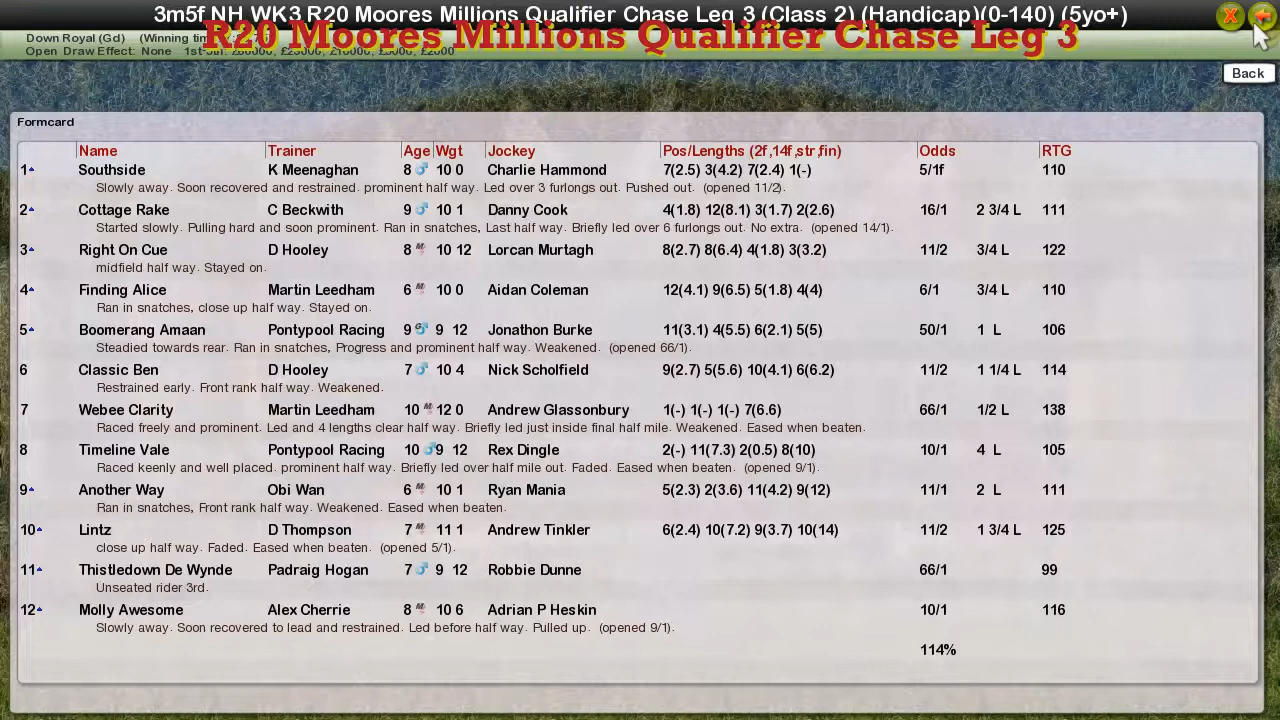 3m5f NH WK3 R20 Moores Millions Qualifier Chase Leg 3 (Class 2) (Handicap)(0-140) (5yo+)
R20 Moores Millions Qualifier Chase Leg 3
Down Royal (Gd) (Winning
Open Draw Effect: None
Back
Formcard
Name Trainer Age Wgt Jockey Pos/Lengths (2f,14f,str,fin) Odds RTG
1 Southside K Meenaghan 8 10 0 Charlie Hammond 7(2.5) 3(4.2) 7(2.4) 1(-) 5/1f 110
Slowly away. Soon recovered and restrained. prominent half way. Led over 3 furlongs out. Pushed out. (opened 11/2).
2 Cottage Rake C Beckwith 9 10 1 Danny Cook 4(1.8) 12(8.1) 3(1.7) 2(2.6) 16/1 2 3/4 L 111
Started slowly. Pulling hard and soon prominent. Ran in snatches, Last half way. Briefly led over 6 furlongs out. No extra. (opened 14/1).
3 Right On Cue D Hooley 8 10 12 Lorcan Murtagh 8(2.7) 8(6.4) 4(1.8) 3(3.2) 11/2 3/4 L 122
midfield half way. Stayed on.
4 Finding Alice Martin Leedham 6 10 0 Aidan Coleman 12(4.1) 9(6.5) 5(1.8) 4(4) 6/1 3/4 L 110
Ran in snatches, close up half way. Stayed on.
5 Boomerang Amaan Pontypool Racing 9 9 12 Jonathon Burke 11(3.1) 4(5.5) 6(2.1) 5(5) 50/1 1 L 106
Steadied towards rear. Ran in snatches, Progress and prominent half way. Weakened. (opened 66/1).
6 Classic Ben D Hooley 7 10 4 Nick Scholfield 9(2.7) 5(5.6) 10(4.1) 6(6.2) 11/2 1 1/4 L 114
Restrained early. Front rank half way. Weakened.
7 Webee Clarity Martin Leedham 10 12 0 Andrew Glassonbury 1(-) 1(-) 1(-) 7(6.6) 66/1 1/2 L 138
Raced freely and prominent. Led and 4 lengths clear half way. Briefly led just inside final half mile. Weakened. Eased when beaten.
8 Timeline Vale Pontypool Racing 10 9 12 Rex Dingle 2(-) 11(7.3) 2(0.5) 8(10) 10/1 4 L 105
Raced keenly and well placed. prominent half way. Briefly led over half mile out. Faded. Eased when beaten. (opened 9/1).
9 Another Way Obi Wan 6 10 1 Ryan Mania 5(2.3) 2(3.6) 11(4.2) 9(12) 11/1 2 L 111
Ran in snatches, Front rank half way. Weakened. Eased when beaten.
10 Lintz D Thompson 7 11 1 Andrew Tinkler 6(2.4) 10(7.2) 9(3.7) 10(14) 11/2 1 3/4 L 125
close up half way. Faded. Eased when beaten. (opened 5/1).
11 Thistledown De Wynde Padraig Hogan 7 9 12 Robbie Dunne 66/1 99
Unseated rider 3rd.
12 Molly Awesome Alex Cherrie 8 10 6 Adrian P Heskin 10/1 116
Slowly away. Soon recovered to lead and restrained. Led before half way. Pulled up. (opened 9/1).
114%